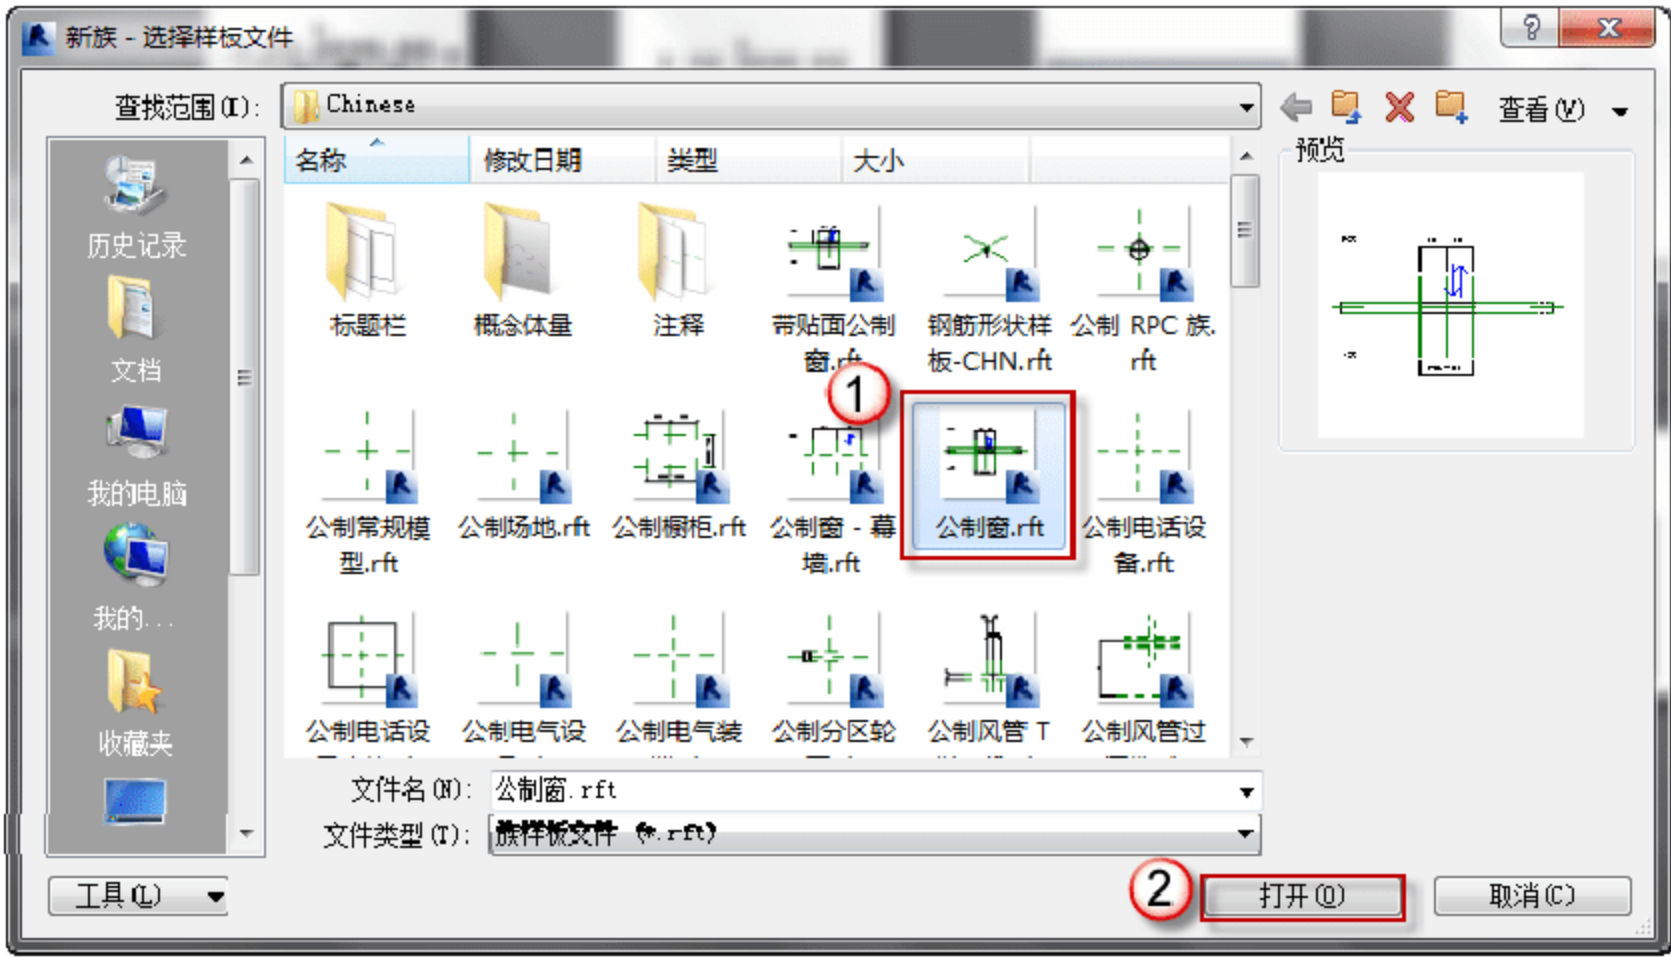 新族 - 选择样板文件
查找范围(I):
Chinese
查看(V)
名称
修改日期
类型
大小
预览
历史记录
文档
我的电脑
我的...
收藏夹
标题栏
概念体量
注释
带贴面公制
窗.rft
钢筋形状样
板-CHN.rft
公制 RPC 族.
rft
1
公制常规模
型.rft
公制场地.rft
公制橱柜.rft
公制窗 - 幕
墙.rft
公制窗.rft
公制电话设
备.rft
公制电话设
公制电气设
公制电气装
公制分区轮
公制风管 T
公制风管过
文件名(N):
公制窗.rft
文件类型(T):
族样板文件 (*.rft)
工具(L)
2
打开(O)
取消(C)